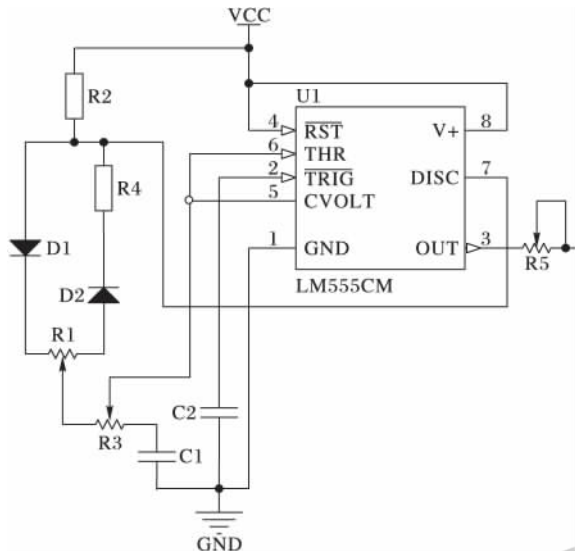 VCC
U1
R2
4
RST
V+
8
6
THR
2
TRIG
DISC
7
R4
5
CVOLT
D1
1
GND
OUT
3
R5
D2
LM555CM
R1
C2
R3
C1
GND